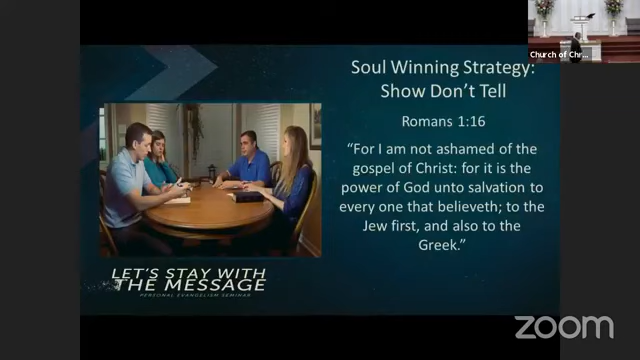 Church of Chr...
Soul Winning Strategy:
Show Don't Tell
Romans 1:16
“For I am not ashamed of the
gospel of Christ: for it is the
power of God unto salvation to
every one that believeth; to the
Jew first, and also to the
Greek.”
LET'S STAY WITH
THE MESSAGE
PERSONAL EVANGELISM SEMINAR
zoom